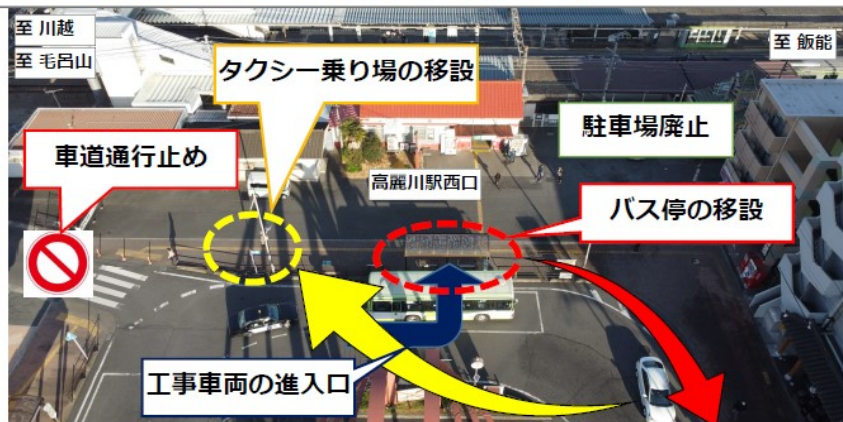 至 川越
至 毛呂山
至 飯能
タクシー乗り場の移設
駐車場廃止
車道通行止め
高麗川駅西口
バス停の移設
工事車両の進入口